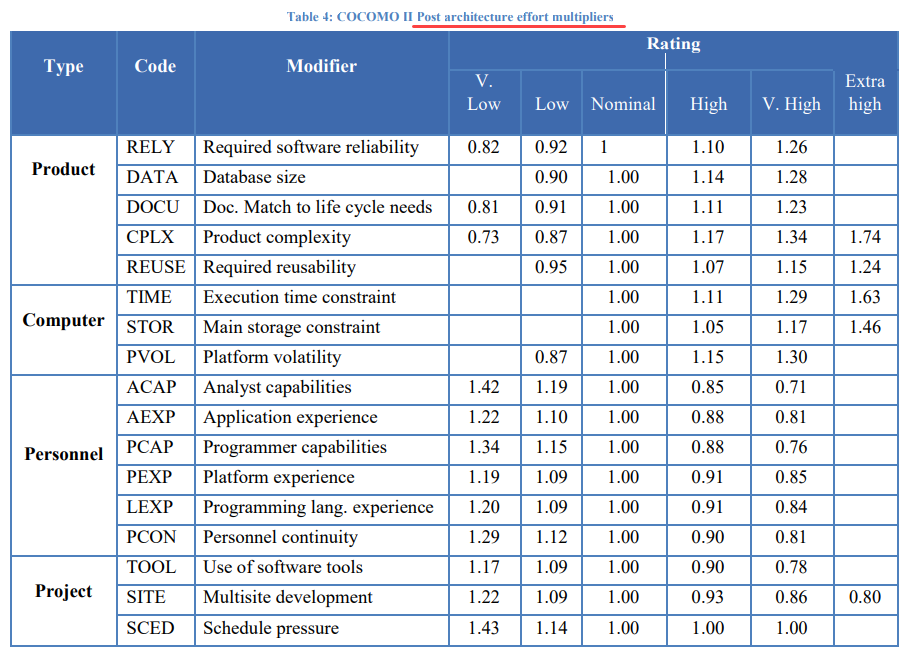 Table 4: COCOMO II Post architecture effort multipliers
Type Code Modifier Rating
V. Low Low Nominal High V. High Extra high
Product RELY Required software reliability 0.82 0.92 1 1.10 1.26
DATA Database size 0.90 1.00 1.14 1.28
DOCU Doc. Match to life cycle needs 0.81 0.91 1.00 1.11 1.23
CPLX Product complexity 0.73 0.87 1.00 1.17 1.34 1.74
REUSE Required reusability 0.95 1.00 1.07 1.15 1.24
Computer TIME Execution time constraint 1.00 1.11 1.29 1.63
STOR Main storage constraint 1.00 1.05 1.17 1.46
PVOL Platform volatility 0.87 1.00 1.15 1.30
Personnel ACAP Analyst capabilities 1.42 1.19 1.00 0.85 0.71
AEXP Application experience 1.22 1.10 1.00 0.88 0.81
PCAP Programmer capabilities 1.34 1.15 1.00 0.88 0.76
PEXP Platform experience 1.19 1.09 1.00 0.91 0.85
LEXP Programming lang. experience 1.20 1.09 1.00 0.91 0.84
PCON Personnel continuity 1.29 1.12 1.00 0.90 0.81
Project TOOL Use of software tools 1.17 1.09 1.00 0.90 0.78
SITE Multisite development 1.22 1.09 1.00 0.93 0.86 0.80
SCED Schedule pressure 1.43 1.14 1.00 1.00 1.00